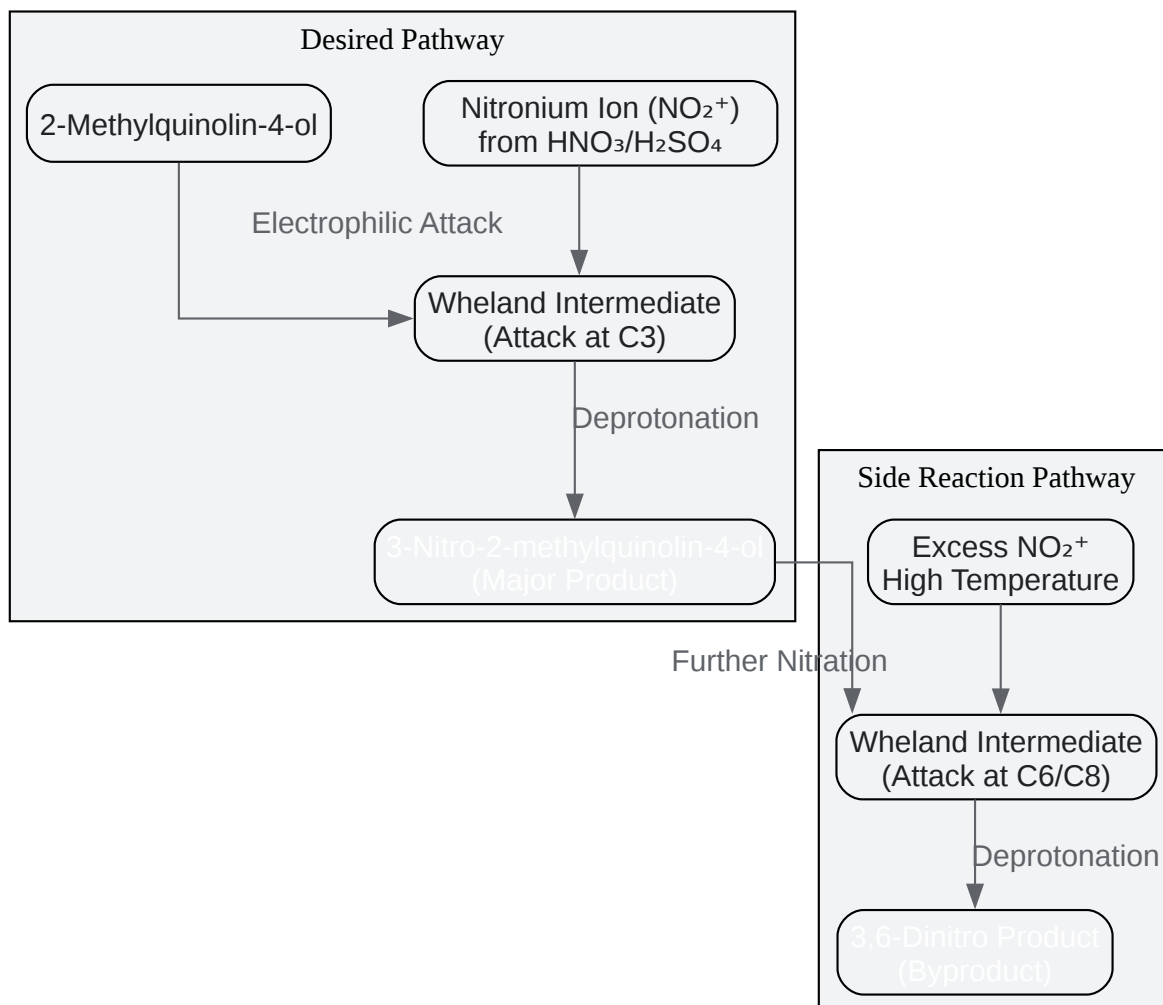 Desired Pathway
2-Methylquinolin-4-ol
Nitronium Ion (NO₂⁺)
from HNO₃/H₂SO₄
Electrophilic Attack
Wheland Intermediate
(Attack at C3)
Deprotonation
3-Nitro-2-methylquinolin-4-ol
(Major Product)
Side Reaction Pathway
Excess NO₂⁺
High Temperature
Further Nitration
Wheland Intermediate
(Attack at C6/C8)
Deprotonation
3,6-Dinitro Product
(Byproduct)